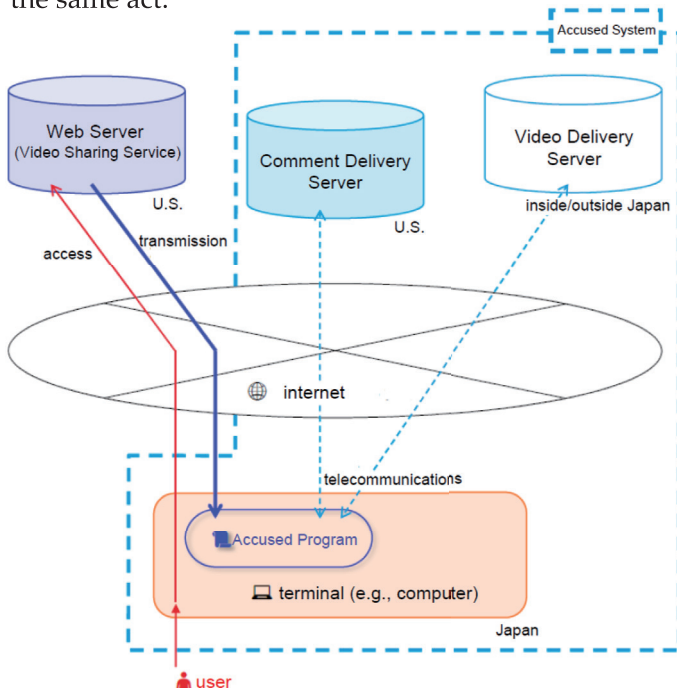 the same act.
Accused System
Web Server
(Video Sharing Service)
U.S.
Comment Delivery
Server
U.S.
Video Delivery
Server
inside/outside Japan
access
transmission
internet
telecommunications
Accused Program
terminal (e.g., computer)
Japan
user